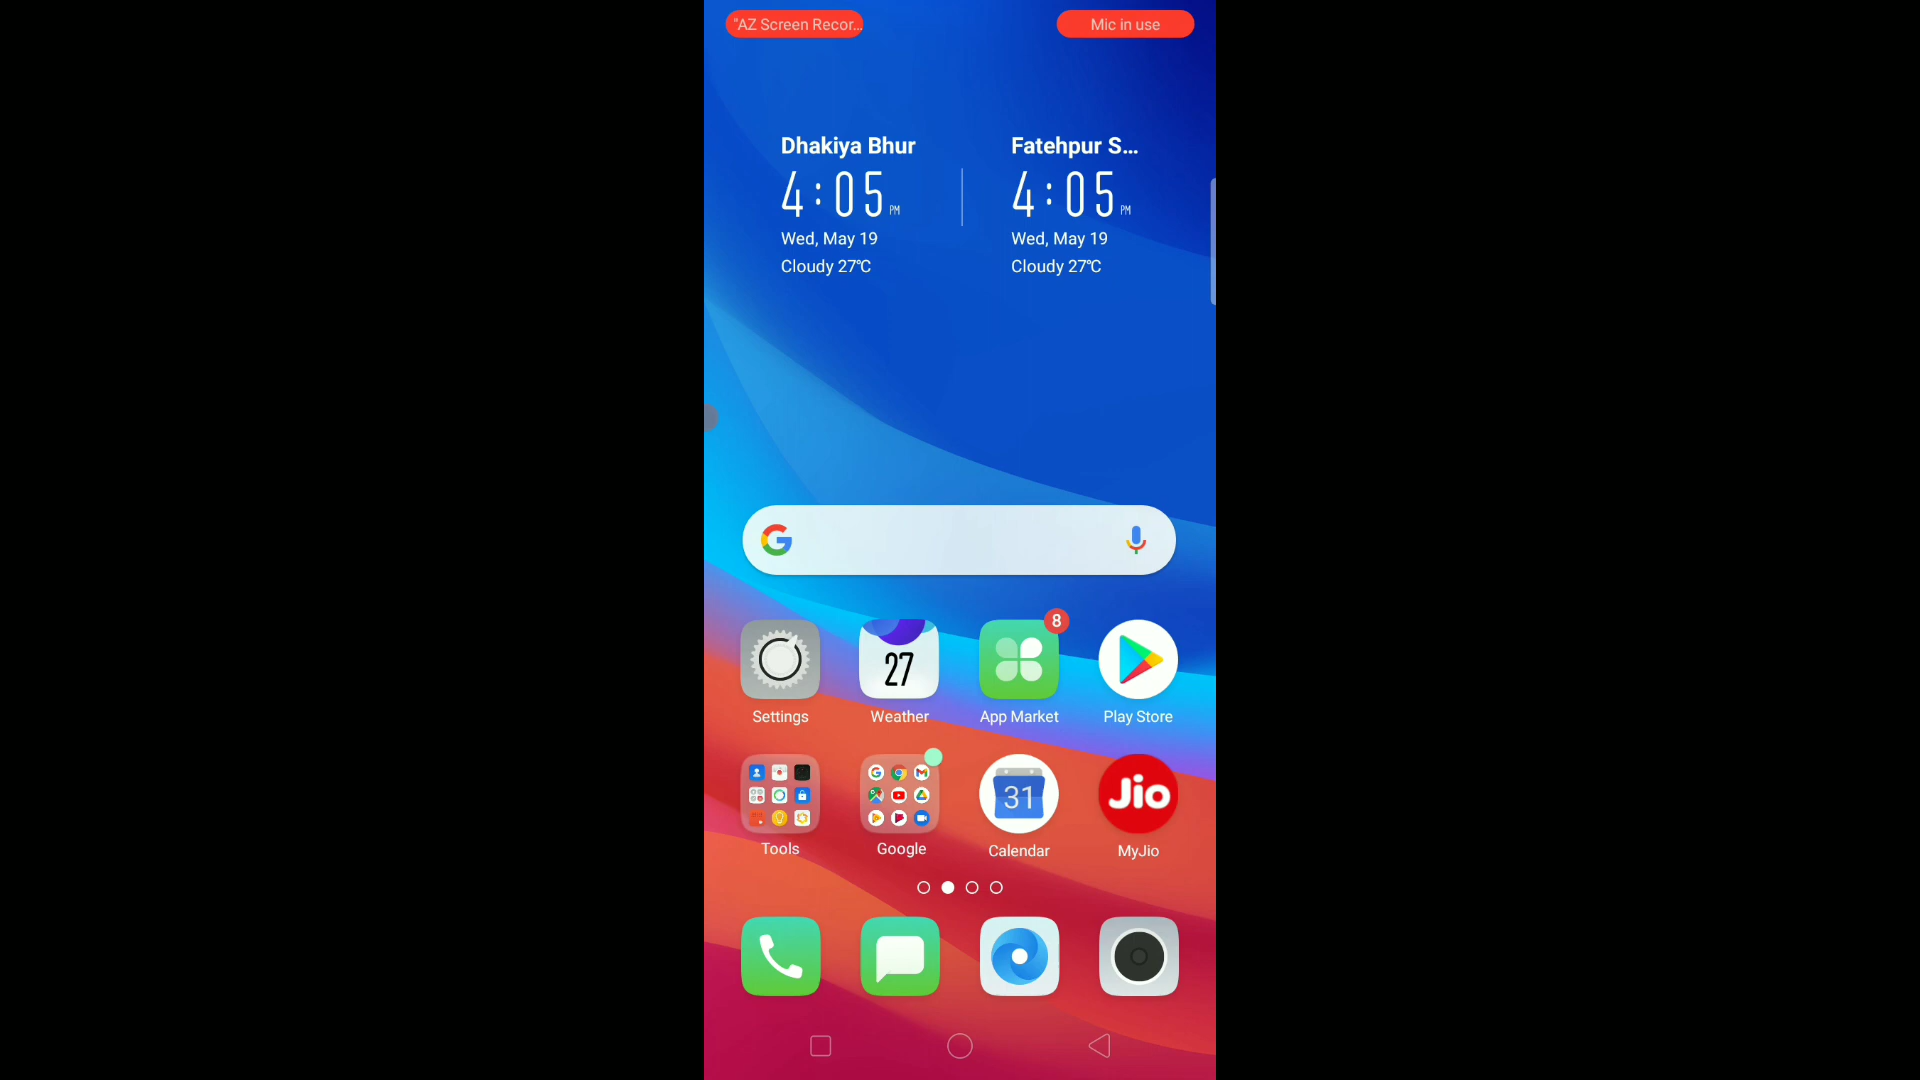 "AZ Screen Recor...
Mic in use
Dhakiya Bhur
Fatehpur S...
4:05 PM
4:05 PM
Wed, May 19
Wed, May 19
Cloudy 27℃
Cloudy 27℃
27
8
Settings
Weather
App Market
Play Store
31
Jio
Tools
Google
Calendar
MyJio